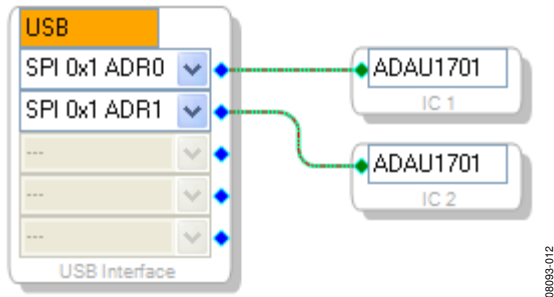 USB
SPI 0x1 ADR0
SPI 0x1 ADR1
---
---
---
USB Interface
ADAU1701
IC 1
ADAU1701
IC 2
08093-012